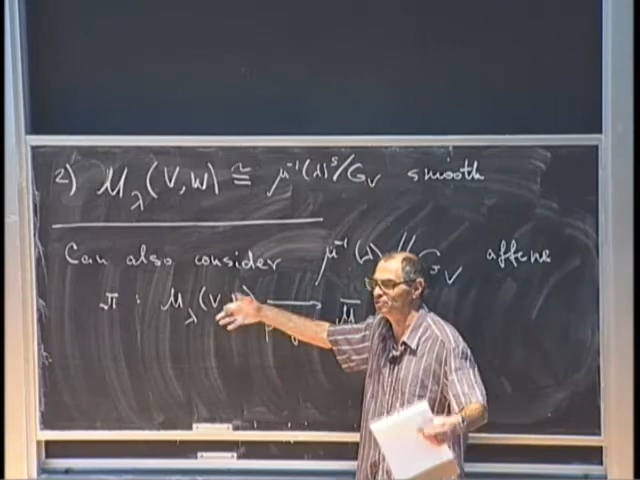 2) M_λ(V,W) ≅ μ⁻¹(λ)ˢ/G_V smooth
Can also consider μ⁻¹(λ)//G_V affine
π : M_λ(V →